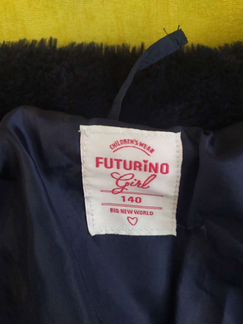 CHILDREN'S WEAR
FUTURiNO
Girl
140
BIG NEW WORLD